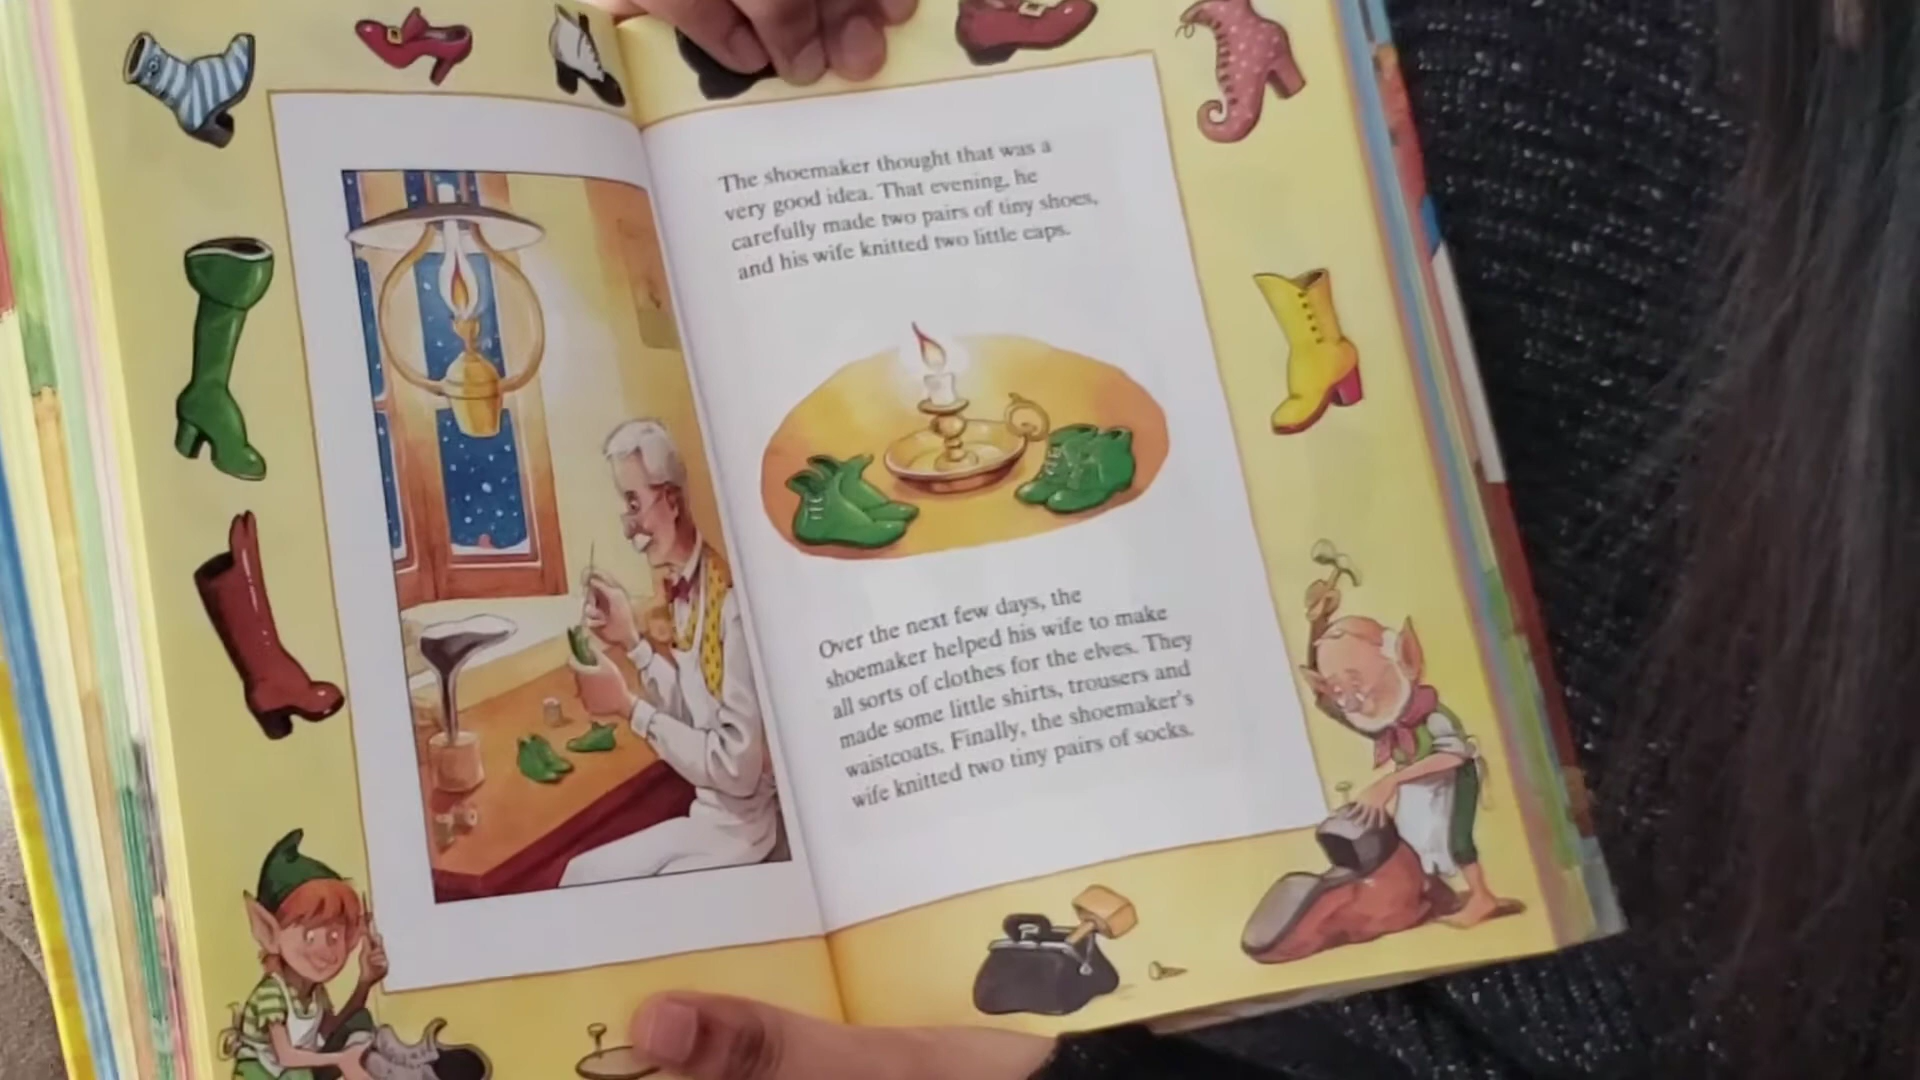 The shoemaker thought that was a
very good idea. That evening, he
carefully made two pairs of tiny shoes,
and his wife knitted two little caps.
Over the next few days, the
shoemaker helped his wife to make
all sorts of clothes for the elves. They
made some little shirts, trousers and
waistcoats. Finally, the shoemaker's
wife knitted two tiny pairs of socks.